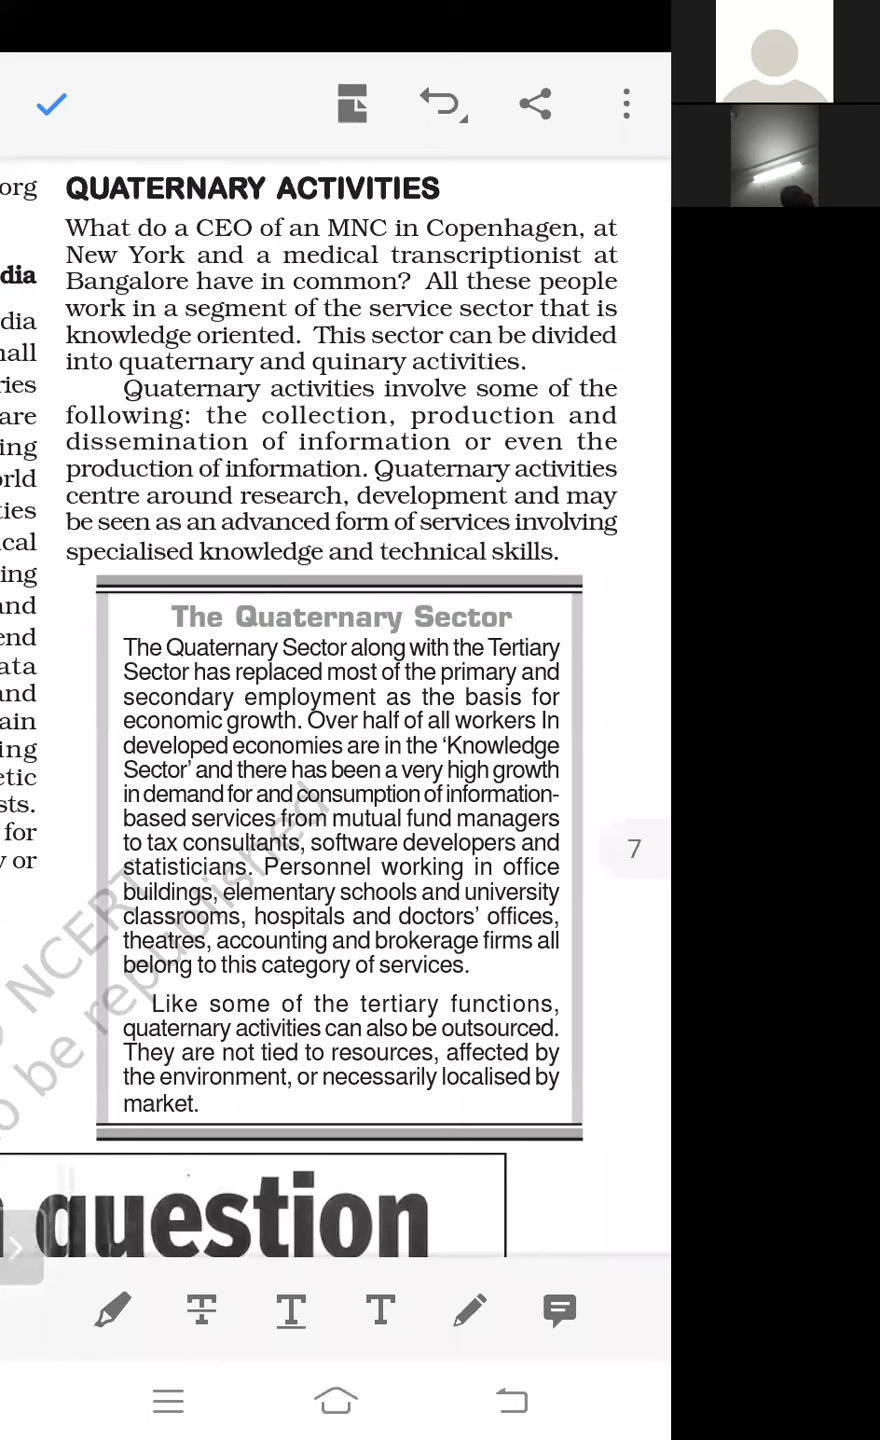 org
dia
dia
nall
ries
are
ing
orld
ties
ical
ing
and
end
ata
and
ain
ing
etic
sts.
for
y or
QUATERNARY ACTIVITIES
What do a CEO of an MNC in Copenhagen, at
New York and a medical transcriptionist at
Bangalore have in common? All these people
work in a segment of the service sector that is
knowledge oriented. This sector can be divided
into quaternary and quinary activities.
Quaternary activities involve some of the
following: the collection, production and
dissemination of information or even the
production of information. Quaternary activities
centre around research, development and may
be seen as an advanced form of services involving
specialised knowledge and technical skills.
The Quaternary Sector
The Quaternary Sector along with the Tertiary
Sector has replaced most of the primary and
secondary employment as the basis for
economic growth. Over half of all workers In
developed economies are in the ‘Knowledge
Sector’ and there has been a very high growth
in demand for and consumption of information-
based services from mutual fund managers
to tax consultants, software developers and
statisticians. Personnel working in office
buildings, elementary schools and university
classrooms, hospitals and doctors’ offices,
theatres, accounting and brokerage firms all
belong to this category of services.
Like some of the tertiary functions,
quaternary activities can also be outsourced.
They are not tied to resources, affected by
the environment, or necessarily localised by
market.
7
NCERT
o be republished
question
T
T
T